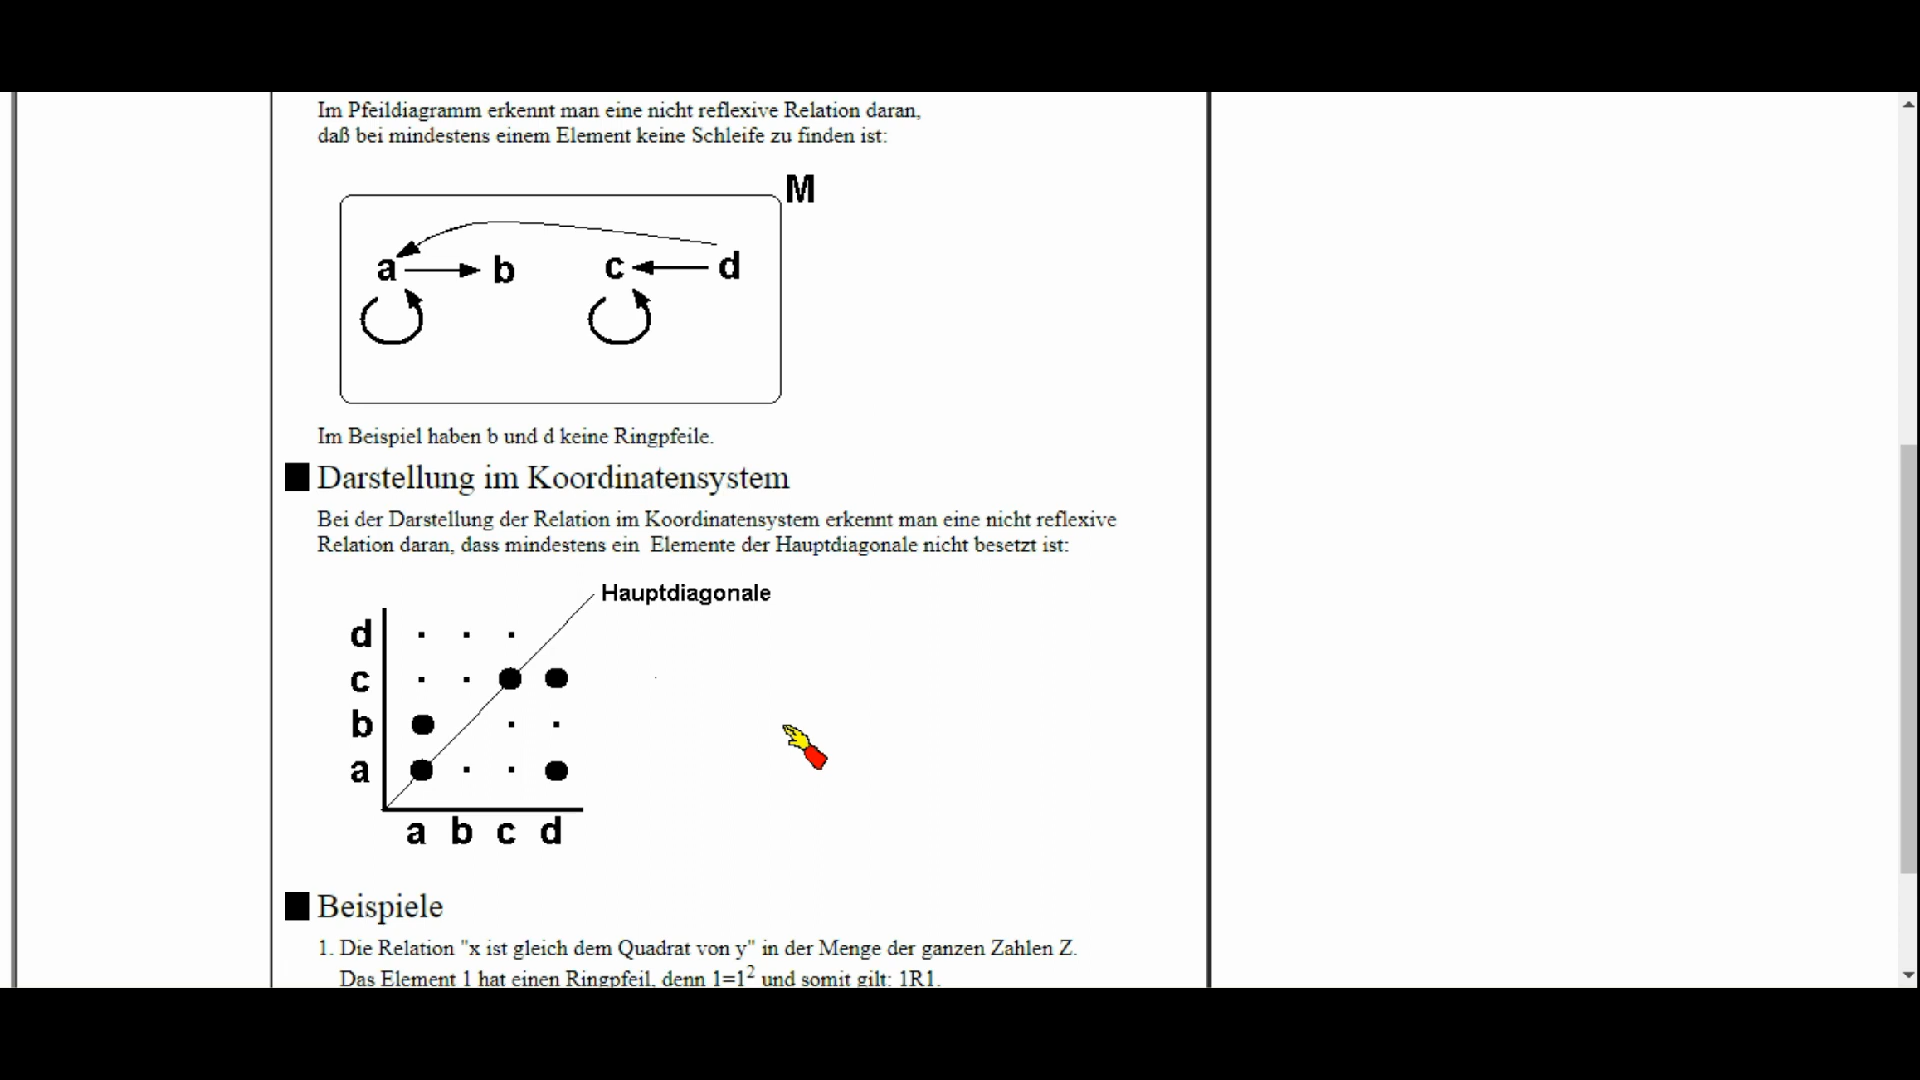 Im Pfeildiagramm erkennt man eine nicht reflexive Relation daran,
daß bei mindestens einem Element keine Schleife zu finden ist:
M
a b c d
Im Beispiel haben b und d keine Ringpfeile.
Darstellung im Koordinatensystem
Bei der Darstellung der Relation im Koordinatensystem erkennt man eine nicht reflexive
Relation daran, dass mindestens ein Elemente der Hauptdiagonale nicht besetzt ist:
Hauptdiagonale
d
c
b
a
a b c d
Beispiele
1. Die Relation "x ist gleich dem Quadrat von y" in der Menge der ganzen Zahlen Z.
Das Element 1 hat einen Ringpfeil, denn 1=1² und somit gilt: 1R1.